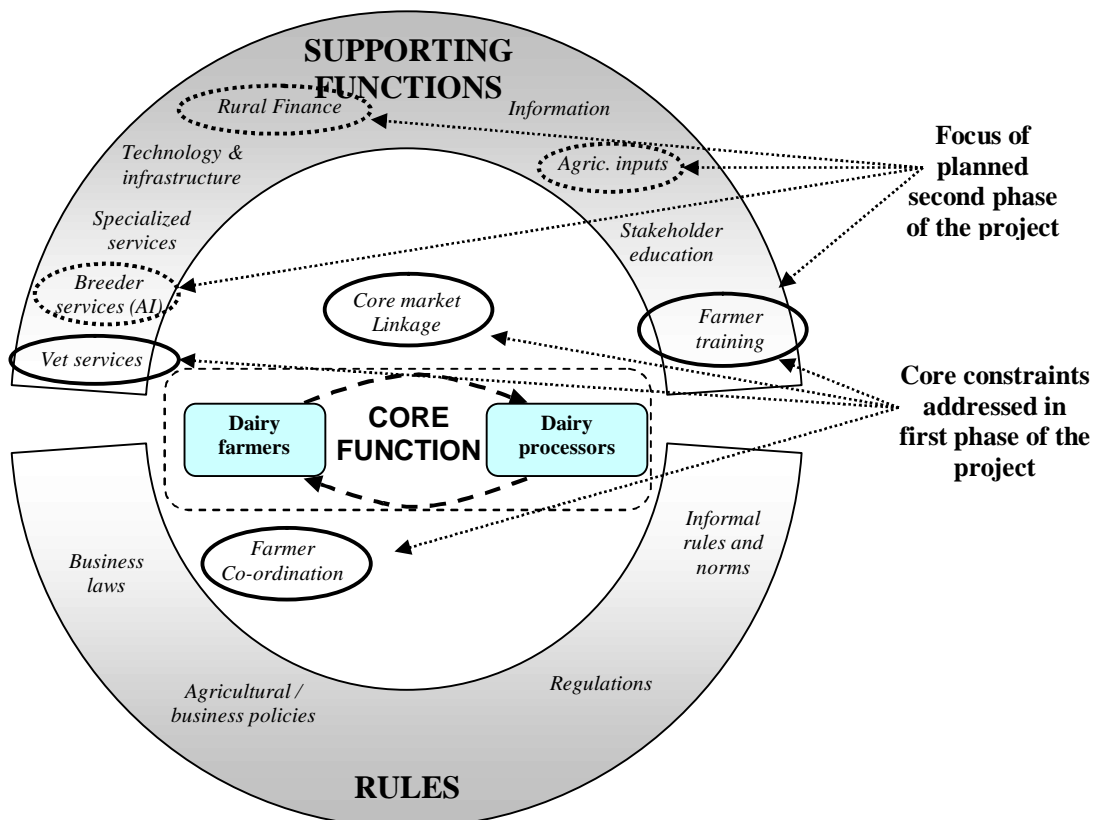 SUPPORTING
FUNCTIONS
Rural Finance
Information
Technology &
infrastructure
Agric. inputs
Focus of
planned
second phase
of the project
Specialized
services
Stakeholder
education
Breeder
services (AI)
Core market
Linkage
Farmer
training
Vet services
Core constraints
addressed in
first phase of the
project
Dairy
farmers
CORE
FUNCTION
Dairy
processors
Informal
rules and
norms
Farmer
Co-ordination
Business
laws
Agricultural /
business policies
Regulations
RULES